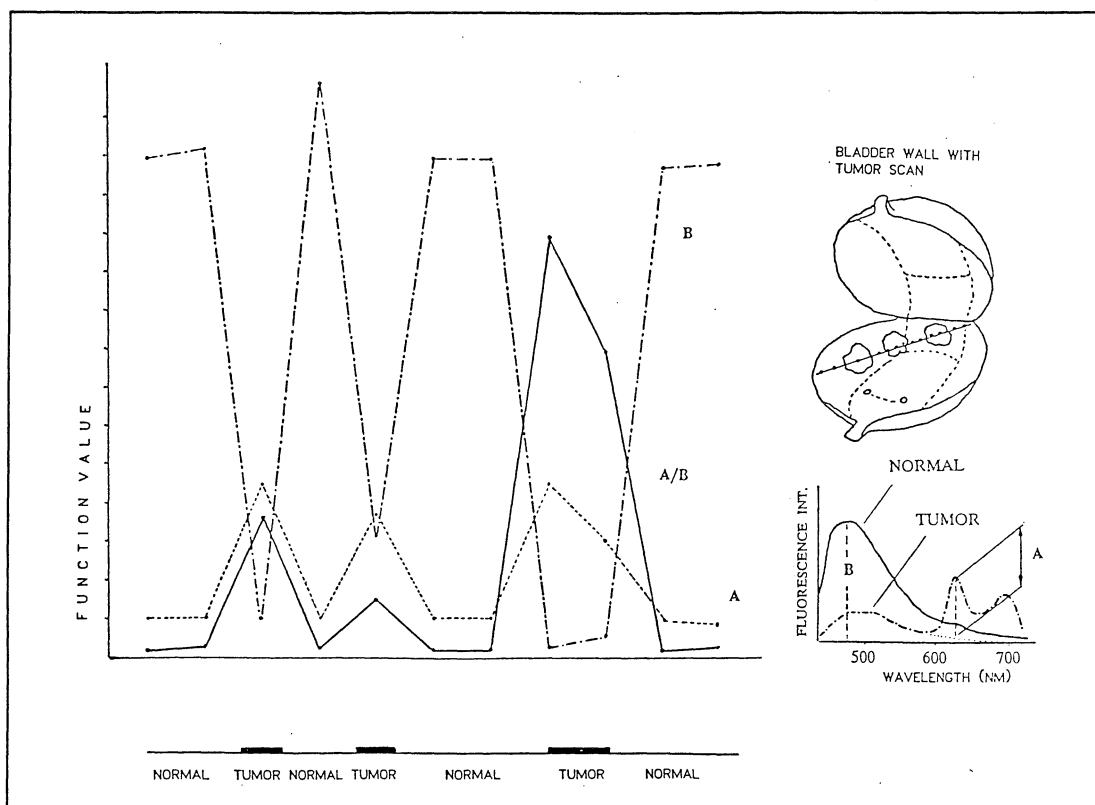 FUNCTION VALUE
B
A/B
A
NORMAL TUMOR NORMAL TUMOR NORMAL TUMOR NORMAL
BLADDER WALL WITH
TUMOR SCAN
FLUORESCENCE INT.
NORMAL
TUMOR
B
A
500 600 700
WAVELENGTH (NM)